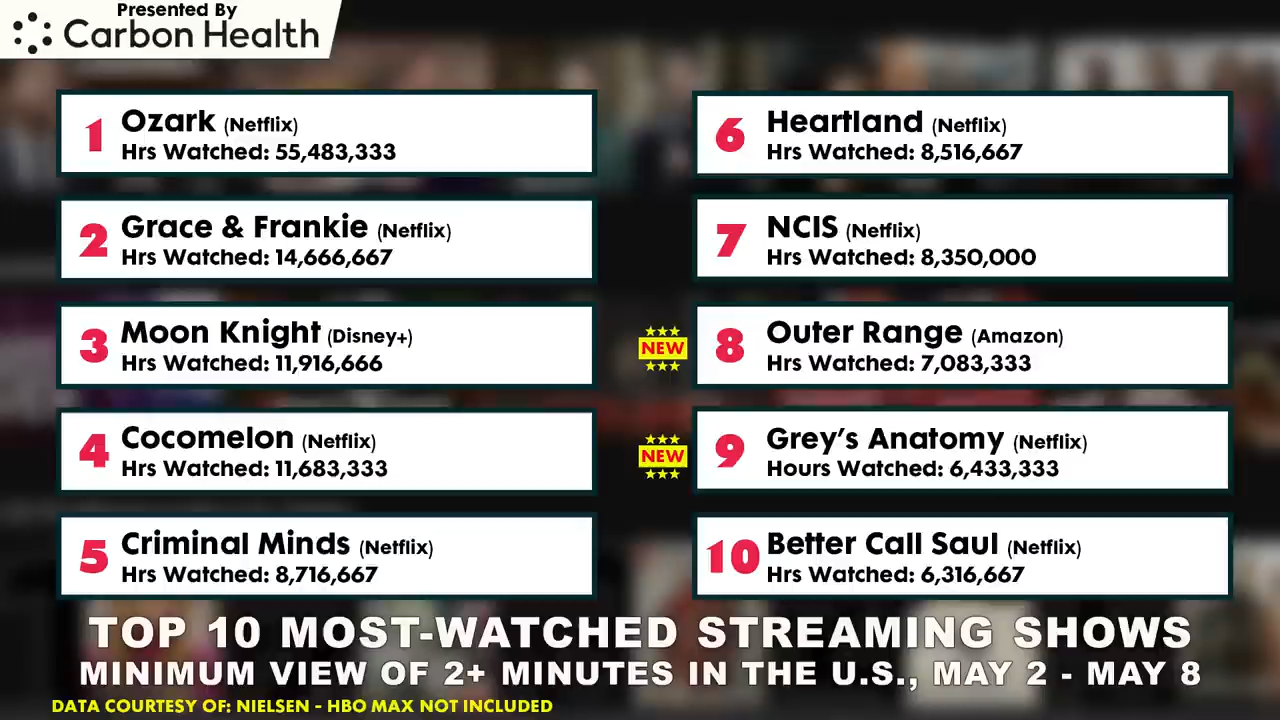 Presented By
Carbon Health
1
Ozark (Netflix)
Hrs Watched: 55,483,333
2
Grace & Frankie (Netflix)
Hrs Watched: 14,666,667
3
Moon Knight (Disney+)
Hrs Watched: 11,916,666
4
Cocomelon (Netflix)
Hrs Watched: 11,683,333
5
Criminal Minds (Netflix)
Hrs Watched: 8,716,667
6
Heartland (Netflix)
Hrs Watched: 8,516,667
7
NCIS (Netflix)
Hrs Watched: 8,350,000
NEW
8
Outer Range (Amazon)
Hrs Watched: 7,083,333
NEW
9
Grey's Anatomy (Netflix)
Hours Watched: 6,433,333
10
Better Call Saul (Netflix)
Hrs Watched: 6,316,667
TOP 10 MOST-WATCHED STREAMING SHOWS
MINIMUM VIEW OF 2+ MINUTES IN THE U.S., MAY 2 - MAY 8
DATA COURTESY OF: NIELSEN - HBO MAX NOT INCLUDED